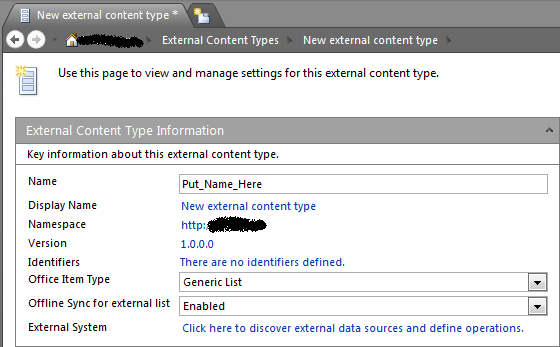 New external content type *
External Content Types New external content type
Use this page to view and manage settings for this external content type.
External Content Type Information
Key information about this external content type.
Name Put_Name_Here
Display Name New external content type
Namespace http:
Version 1.0.0.0
Identifiers There are no identifiers defined.
Office Item Type Generic List
Offline Sync for external list Enabled
External System Click here to discover external data sources and define operations.